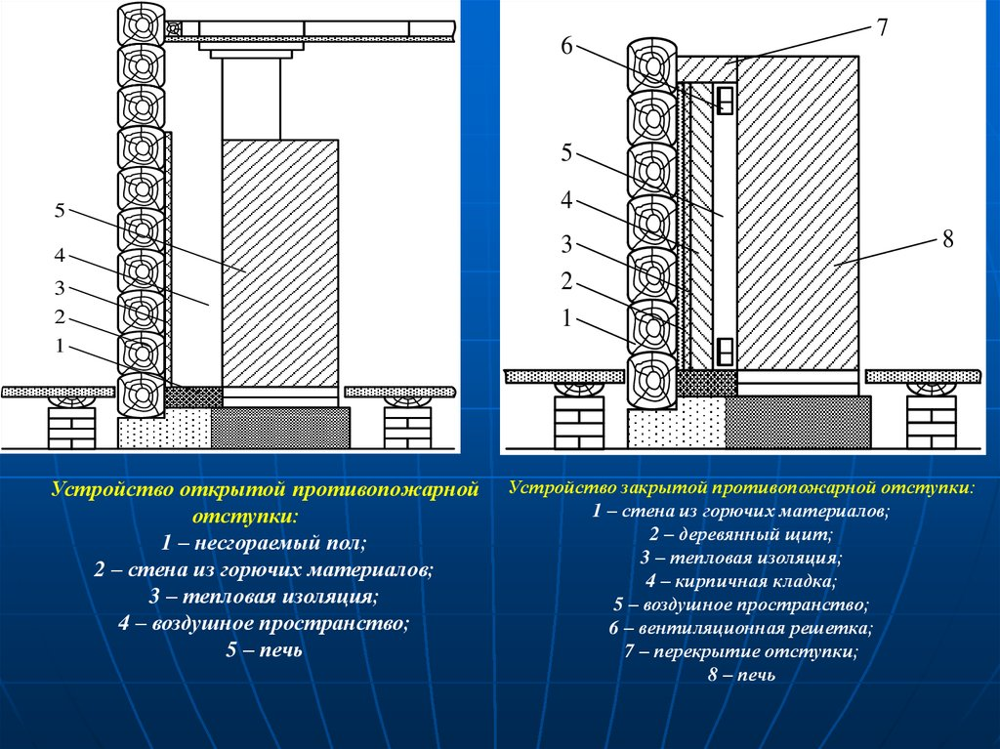 5
4
3
2
1
6
7
5
4
3
8
2
1
Устройство открытой противопожарной
отступки:
1 – несгораемый пол;
2 – стена из горючих материалов;
3 – тепловая изоляция;
4 – воздушное пространство;
5 – печь
Устройство закрытой противопожарной отступки:
1 – стена из горючих материалов;
2 – деревянный щит;
3 – тепловая изоляция;
4 – кирпичная кладка;
5 – воздушное пространство;
6 – вентиляционная решетка;
7 – перекрытие отступки;
8 – печь